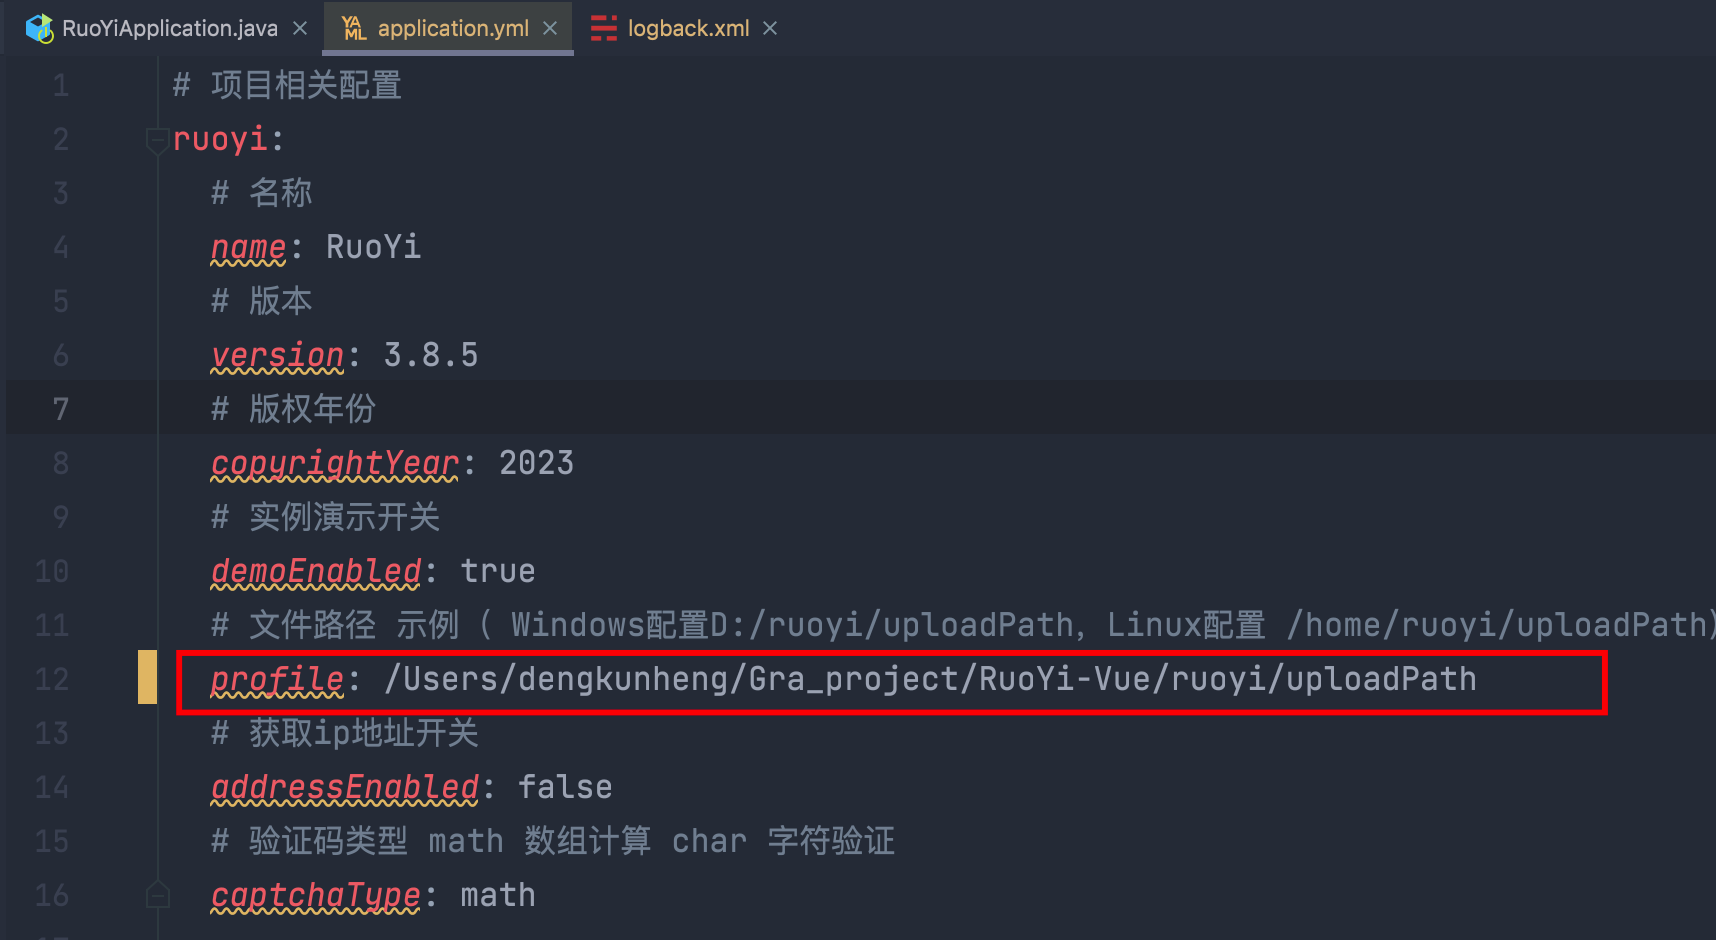 RuoYiApplication.java × YAML application.yml × logback.xml ×
1 # 项目相关配置
2 ruoyi:
3 # 名称
4 name: RuoYi
5 # 版本
6 version: 3.8.5
7 # 版权年份
8 copyrightYear: 2023
9 # 实例演示开关
10 demoEnabled: true
11 # 文件路径 示例（ Windows配置D:/ruoyi/uploadPath，Linux配置 /home/ruoyi/uploadPath）
12 profile: /Users/dengkunheng/Gra_project/RuoYi-Vue/ruoyi/uploadPath
13 # 获取ip地址开关
14 addressEnabled: false
15 # 验证码类型 math 数组计算 char 字符验证
16 captchaType: math